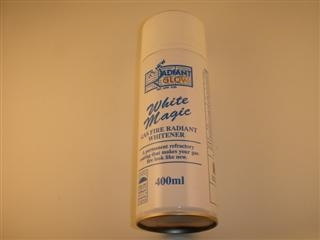 NEW
RADIANT
GLOW
White
Magic
GAS FIRE RADIANT
WHITENER
A permanent refractory
coating that makes your gas
fire look like new.
400ml